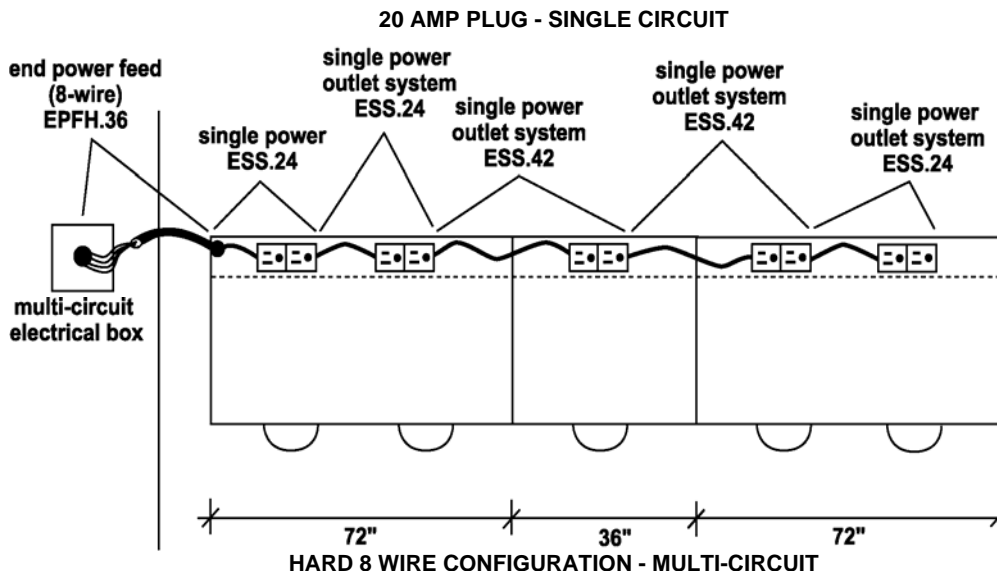 20 AMP PLUG - SINGLE CIRCUIT
end power feed
(8-wire)
EPFH.36
single power
ESS.24
single power
outlet system
ESS.24
single power
outlet system
ESS.42
single power
outlet system
ESS.42
single power
outlet system
ESS.24
multi-circuit
electrical box
72"
36"
72"
HARD 8 WIRE CONFIGURATION - MULTI-CIRCUIT